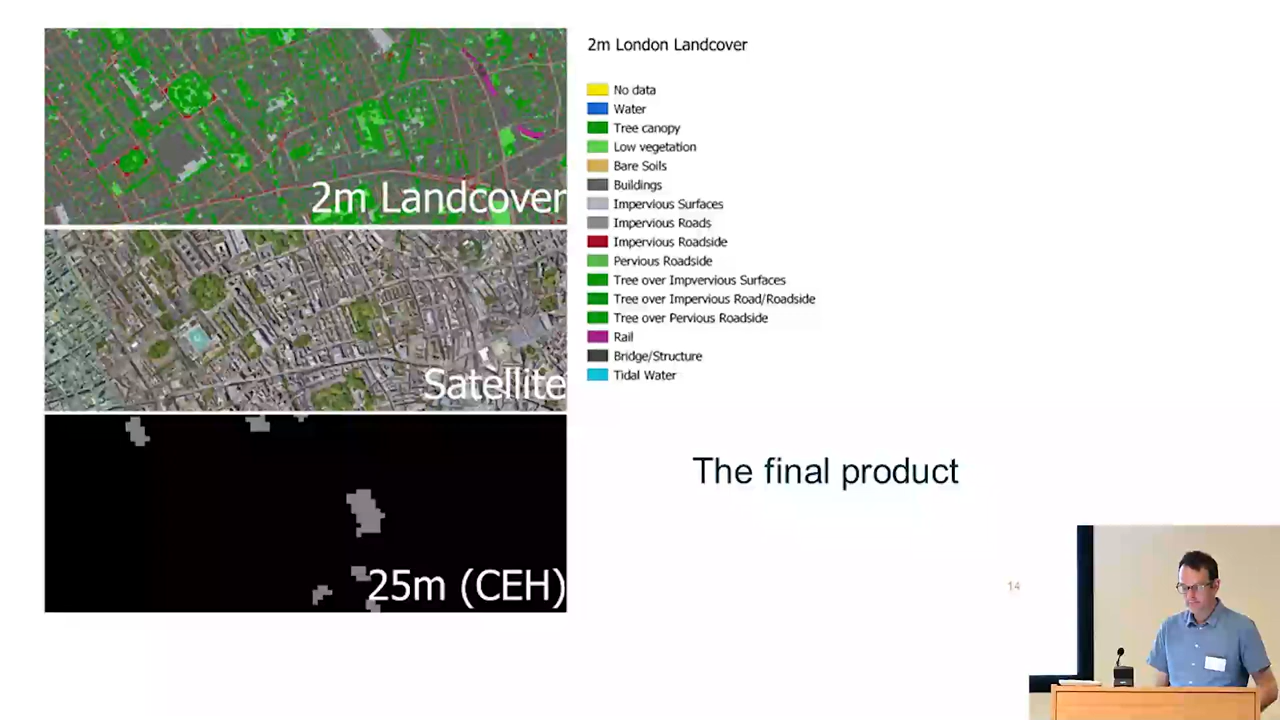 2m London Landcover
No data
Water
Tree canopy
Low vegetation
Bare Soils
Buildings
Impervious Surfaces
Impervious Roads
Impervious Roadside
Pervious Roadside
Tree over Impvervious Surfaces
Tree over Impervious Road/Roadside
Tree over Pervious Roadside
Rail
Bridge/Structure
Tidal Water
2m Landcover
Satellite
25m (CEH)
The final product
14